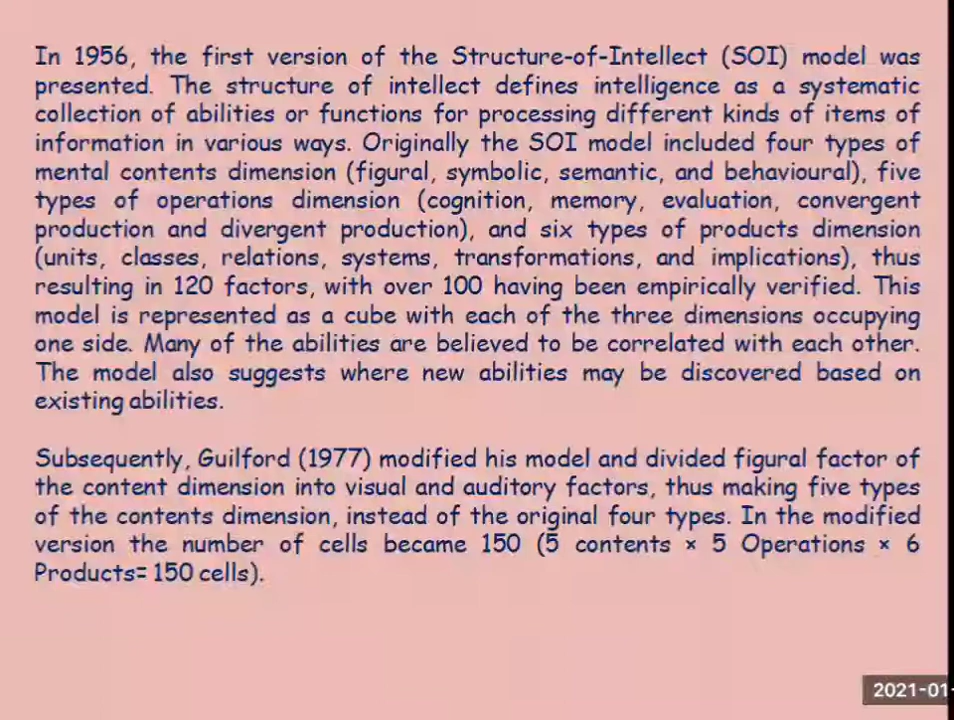 In 1956, the first version of the Structure-of-Intellect (SOI) model was
presented. The structure of intellect defines intelligence as a systematic
collection of abilities or functions for processing different kinds of items of
information in various ways. Originally the SOI model included four types of
mental contents dimension (figural, symbolic, semantic, and behavioural), five
types of operations dimension (cognition, memory, evaluation, convergent
production and divergent production), and six types of products dimension
(units, classes, relations, systems, transformations, and implications), thus
resulting in 120 factors, with over 100 having been empirically verified. This
model is represented as a cube with each of the three dimensions occupying
one side. Many of the abilities are believed to be correlated with each other.
The model also suggests where new abilities may be discovered based on
existing abilities.
Subsequently, Guilford (1977) modified his model and divided figural factor of
the content dimension into visual and auditory factors, thus making five types
of the contents dimension, instead of the original four types. In the modified
version the number of cells became 150 (5 contents × 5 Operations × 6
Products= 150 cells).
2021-01-